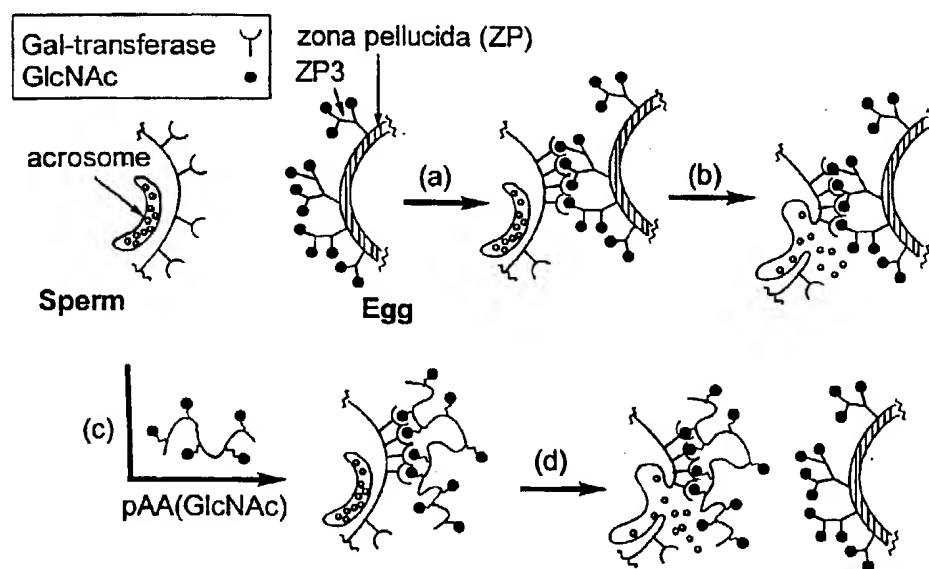 Gal-transferase
GlcNAc
zona pellucida (ZP)
ZP3
acrosome
(a)
(b)
Sperm
Egg
(c)
pAA(GlcNAc)
(d)